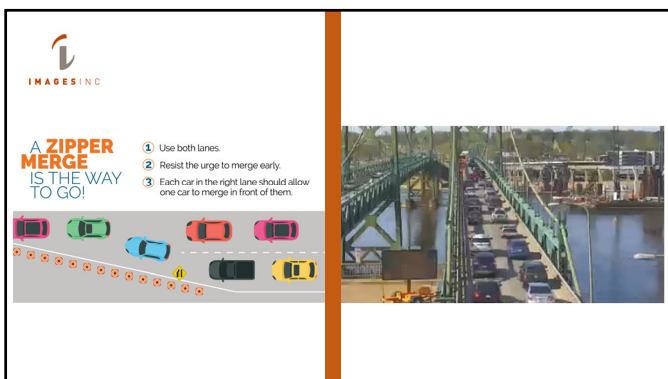 IMAGESINC
A ZIPPER
MERGE
IS THE WAY
TO GO!
1 Use both lanes.
2 Resist the urge to merge early.
3 Each car in the right lane should allow
one car to merge in front of them.